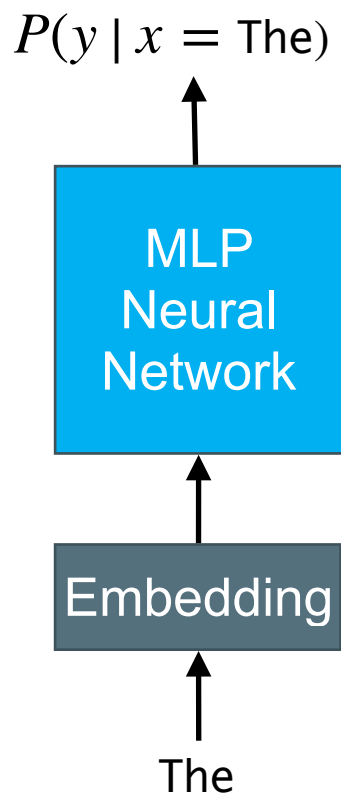 P(y | x = The)
MLP
Neural
Network
Embedding
The